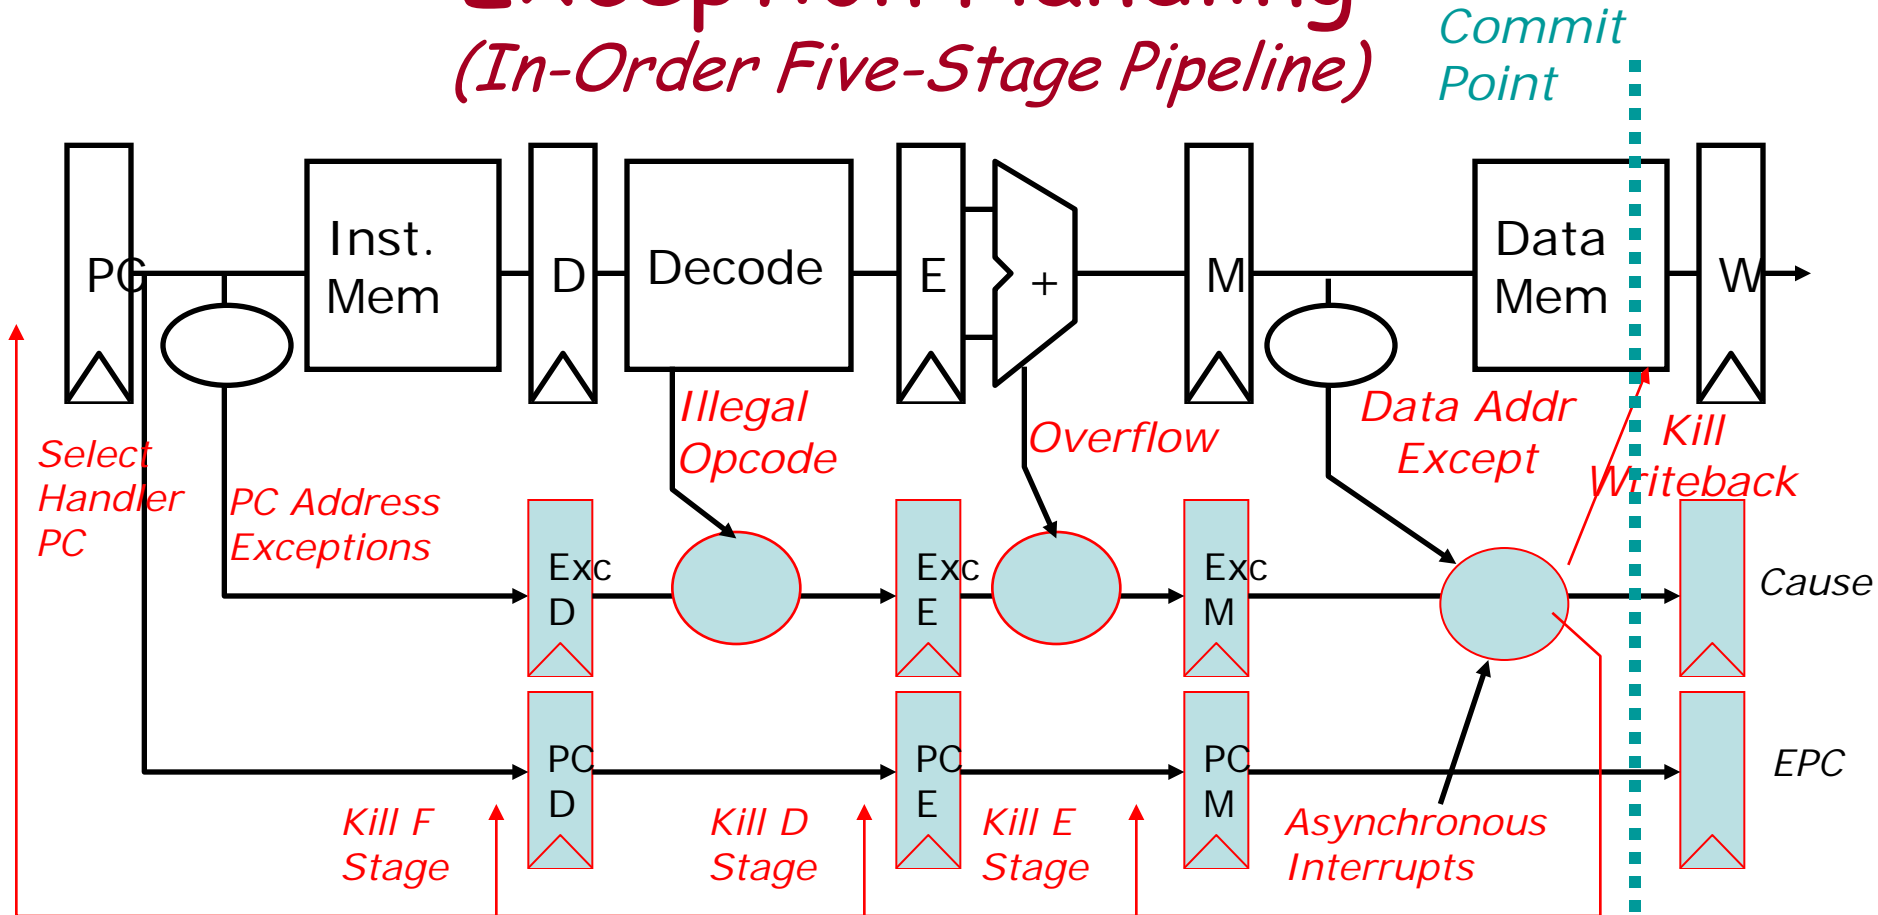 Exception Handling
(In-Order Five-Stage Pipeline)
Commit
Point
PC
Inst.
Mem
D
Decode
E
+
M
Data
Mem
W
Select
Handler
PC
PC Address
Exceptions
Illegal
Opcode
Overflow
Data Addr
Except
Kill
Writeback
Exc
D
Exc
E
Exc
M
Cause
PC
D
PC
E
PC
M
EPC
Kill F
Stage
Kill D
Stage
Kill E
Stage
Asynchronous
Interrupts